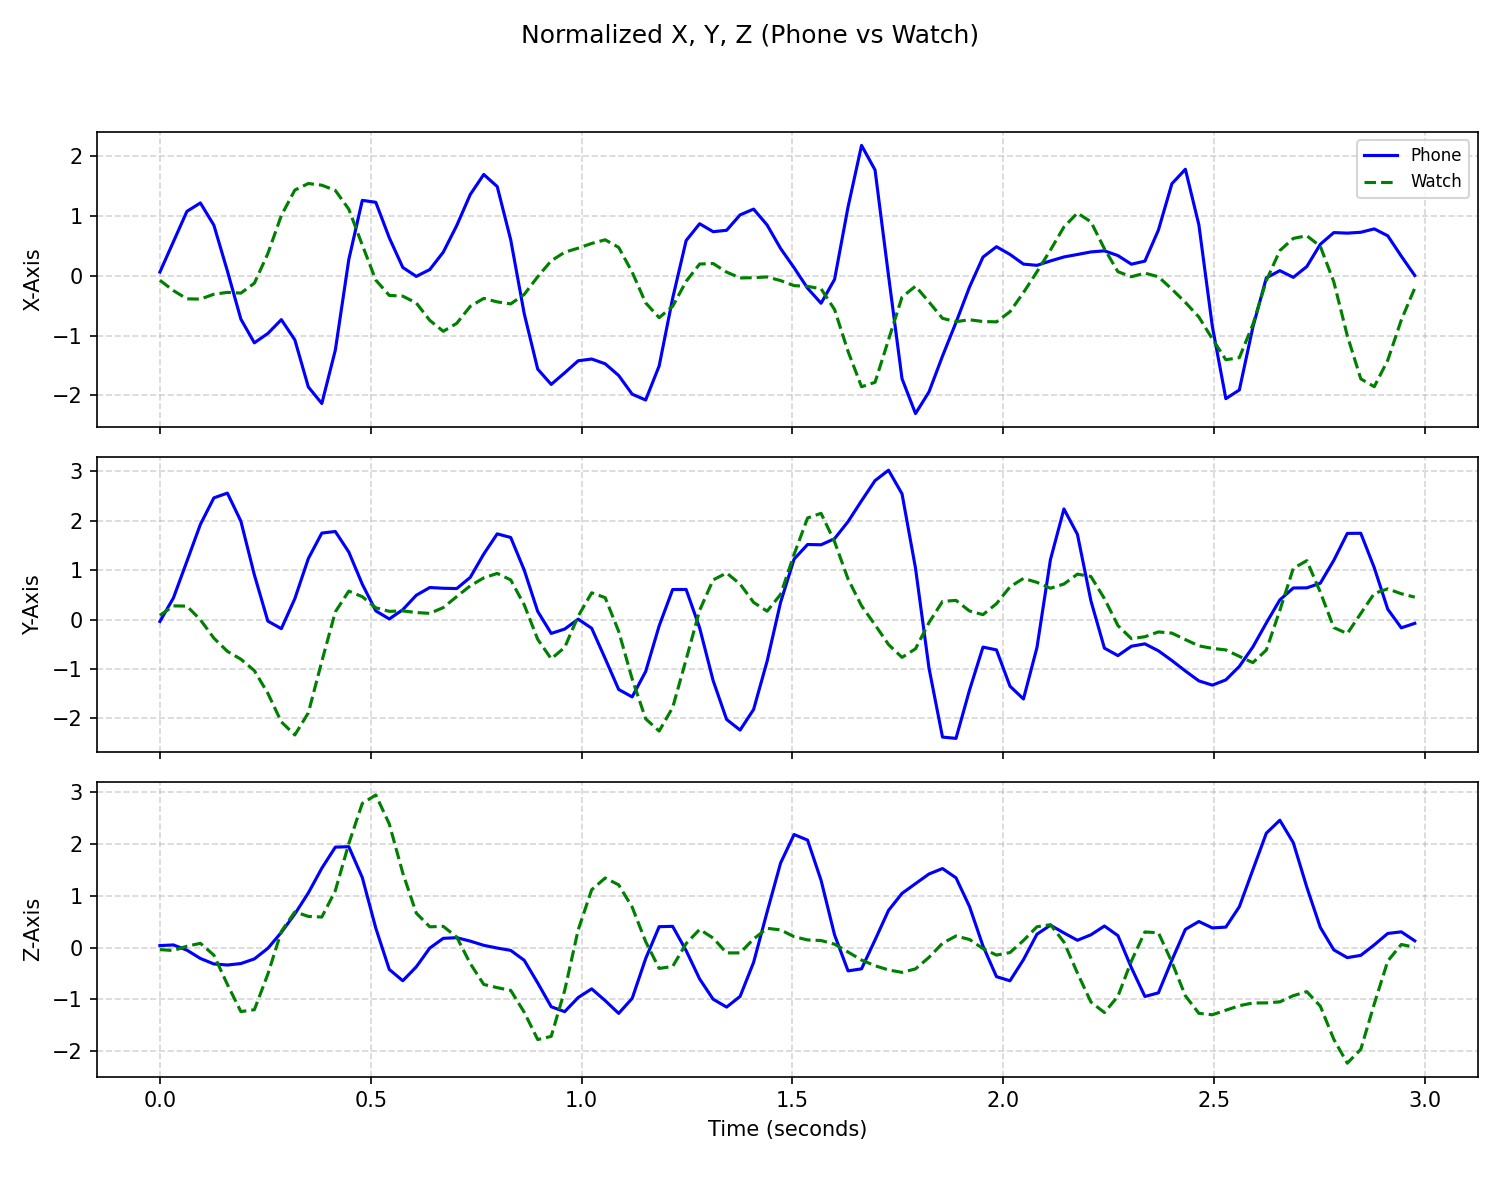 Normalized X, Y, Z (Phone vs Watch)
2
1
0
−1
−2
X-Axis
Phone
Watch
3
2
1
0
−1
−2
Y-Axis
3
2
1
0
−1
−2
Z-Axis
0.0 0.5 1.0 1.5 2.0 2.5 3.0
Time (seconds)